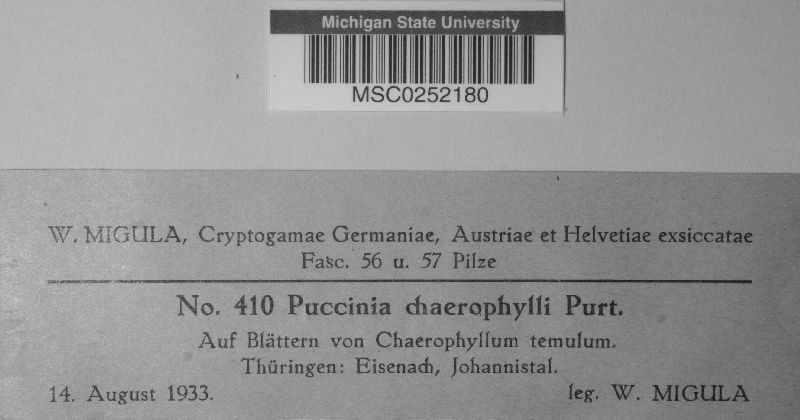 Michigan State University
MSC0252180
W. MIGULA, Cryptogamae Germaniae, Austriae et Helvetiae exsiccatae
Fasc. 56 u. 57 Pilze
No. 410 Puccinia chaerophylli Purt.
Auf Blättern von Chaerophyllum temulum.
Thüringen: Eisenach, Johannistal.
14. August 1933. leg. W. MIGULA